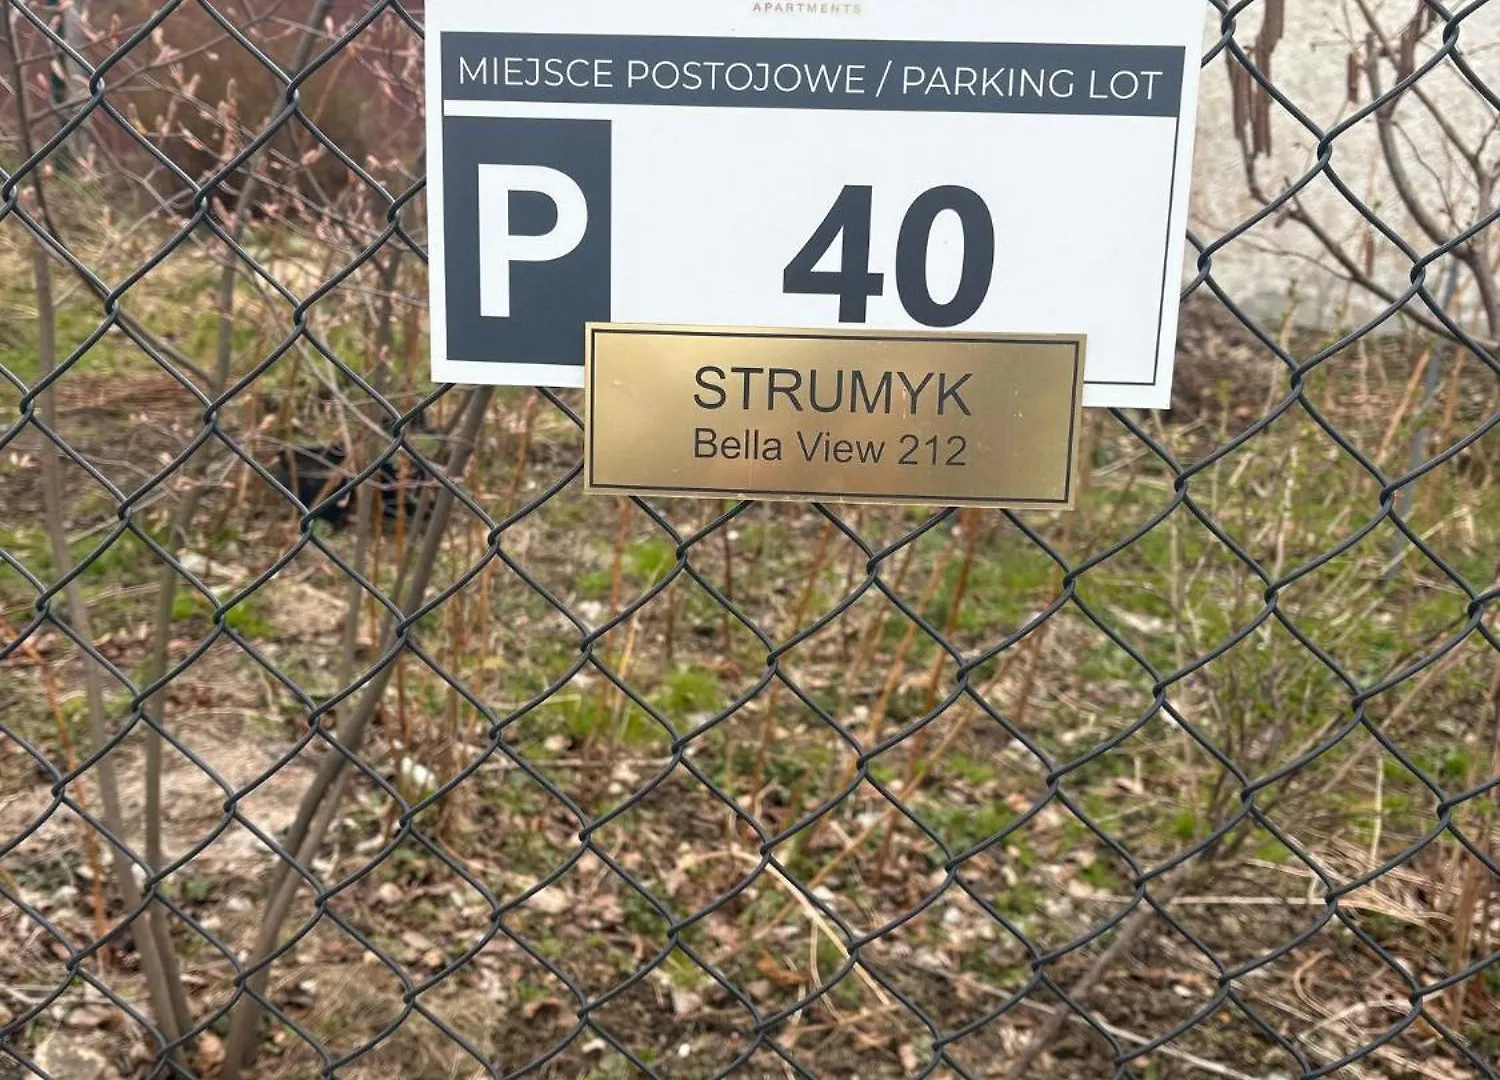 APARTMENTS
MIEJSCE POSTOJOWE / PARKING LOT
P
40
STRUMYK
Bella View 212